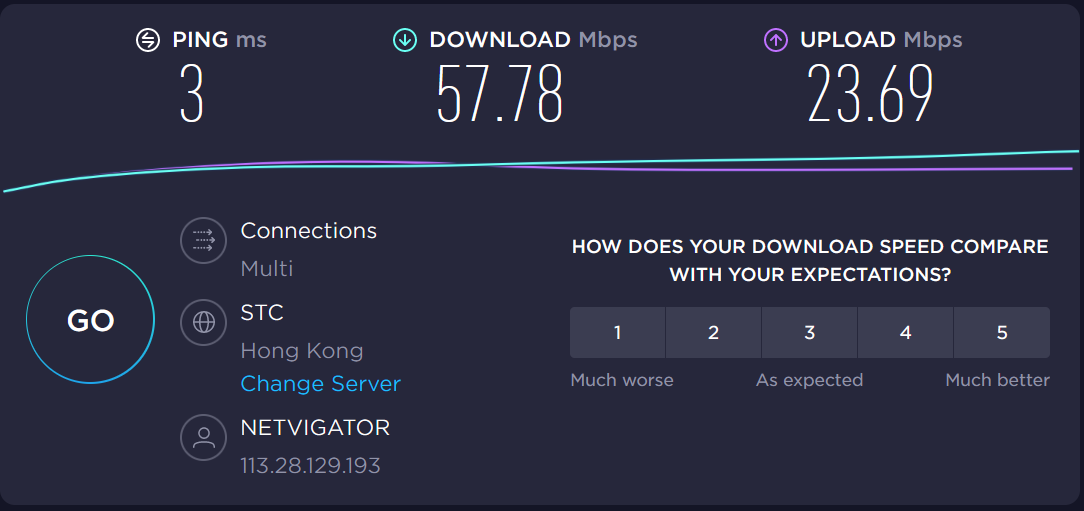 PING ms
DOWNLOAD Mbps
UPLOAD Mbps
3
57.78
23.69
GO
Connections
Multi
STC
Hong Kong
Change Server
NETVIGATOR
113.28.129.193
HOW DOES YOUR DOWNLOAD SPEED COMPARE
WITH YOUR EXPECTATIONS?
1
2
3
4
5
Much worse
As expected
Much better